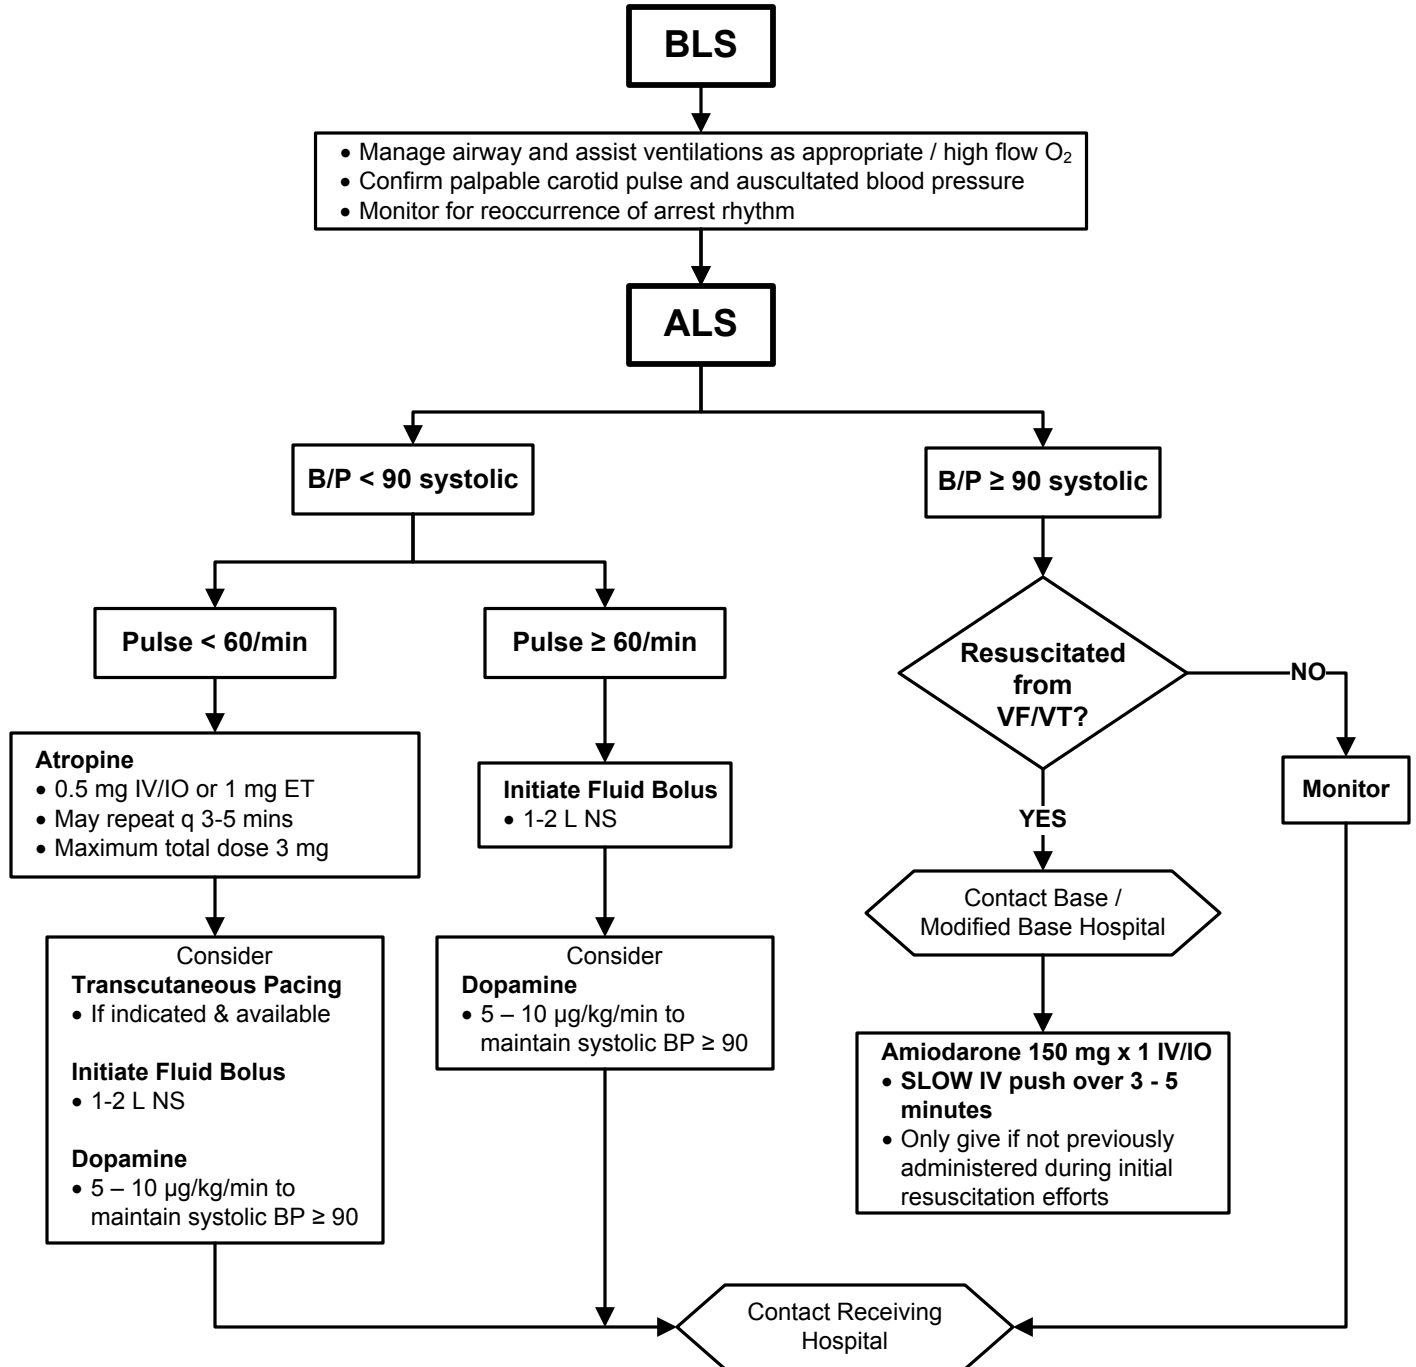 BLS
• Manage airway and assist ventilations as appropriate / high flow O₂
• Confirm palpable carotid pulse and auscultated blood pressure
• Monitor for reoccurrence of arrest rhythm
ALS
B/P < 90 systolic
B/P ≥ 90 systolic
Pulse < 60/min
Pulse ≥ 60/min
Resuscitated
from
VF/VT?
NO
YES
Atropine
• 0.5 mg IV/IO or 1 mg ET
• May repeat q 3-5 mins
• Maximum total dose 3 mg
Initiate Fluid Bolus
• 1-2 L NS
Monitor
Contact Base /
Modified Base Hospital
Consider
Transcutaneous Pacing
• If indicated & available
Initiate Fluid Bolus
• 1-2 L NS
Dopamine
• 5 – 10 µg/kg/min to
maintain systolic BP ≥ 90
Consider
Dopamine
• 5 – 10 µg/kg/min to
maintain systolic BP ≥ 90
Amiodarone 150 mg x 1 IV/IO
• SLOW IV push over 3 - 5
minutes
• Only give if not previously
administered during initial
resuscitation efforts
Contact Receiving
Hospital